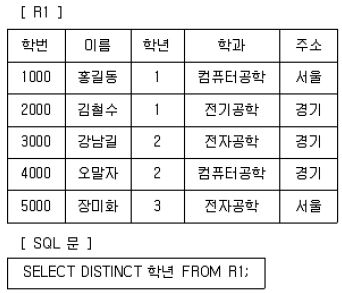 [ R1 ]
학번 이름 학년 학과 주소
1000 홍길동 1 컴퓨터공학 서울
2000 김철수 1 전기공학 경기
3000 강남길 2 전자공학 경기
4000 오말자 2 컴퓨터공학 경기
5000 장미화 3 전자공학 서울
[ SQL 문 ]
SELECT DISTINCT 학년 FROM R1;